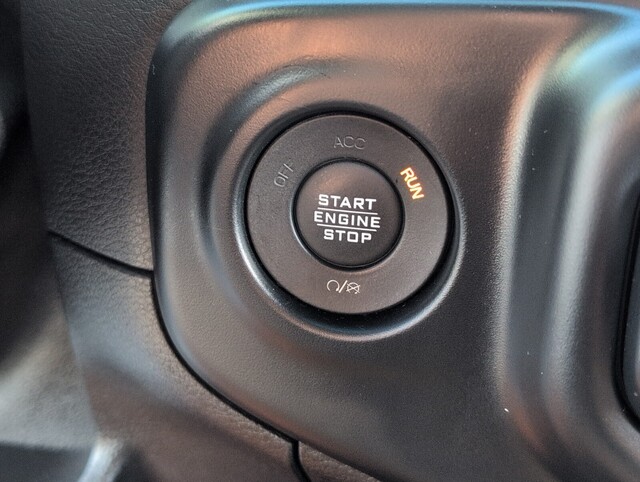 OFF
ACC
RUN
START
ENGINE
STOP